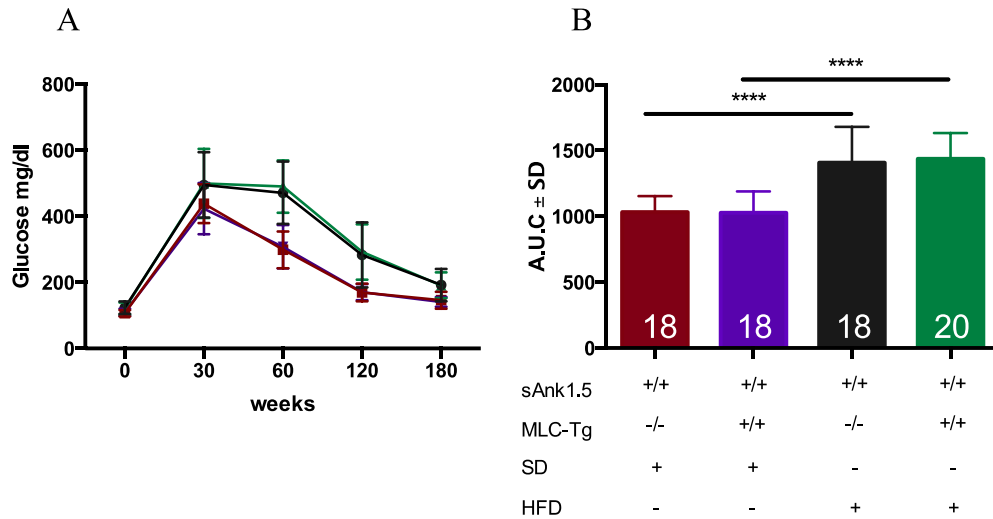 A
Glucose mg/dl
800
600
400
200
0
0 30 60 120 180
weeks
B
A.U.C ± SD
2000
1500
1000
500
0
****
****
18 18 18 20
sAnk1.5 +/+ +/+ +/+ +/+
MLC-Tg -/- +/+ -/- +/+
SD + + - -
HFD - - + +